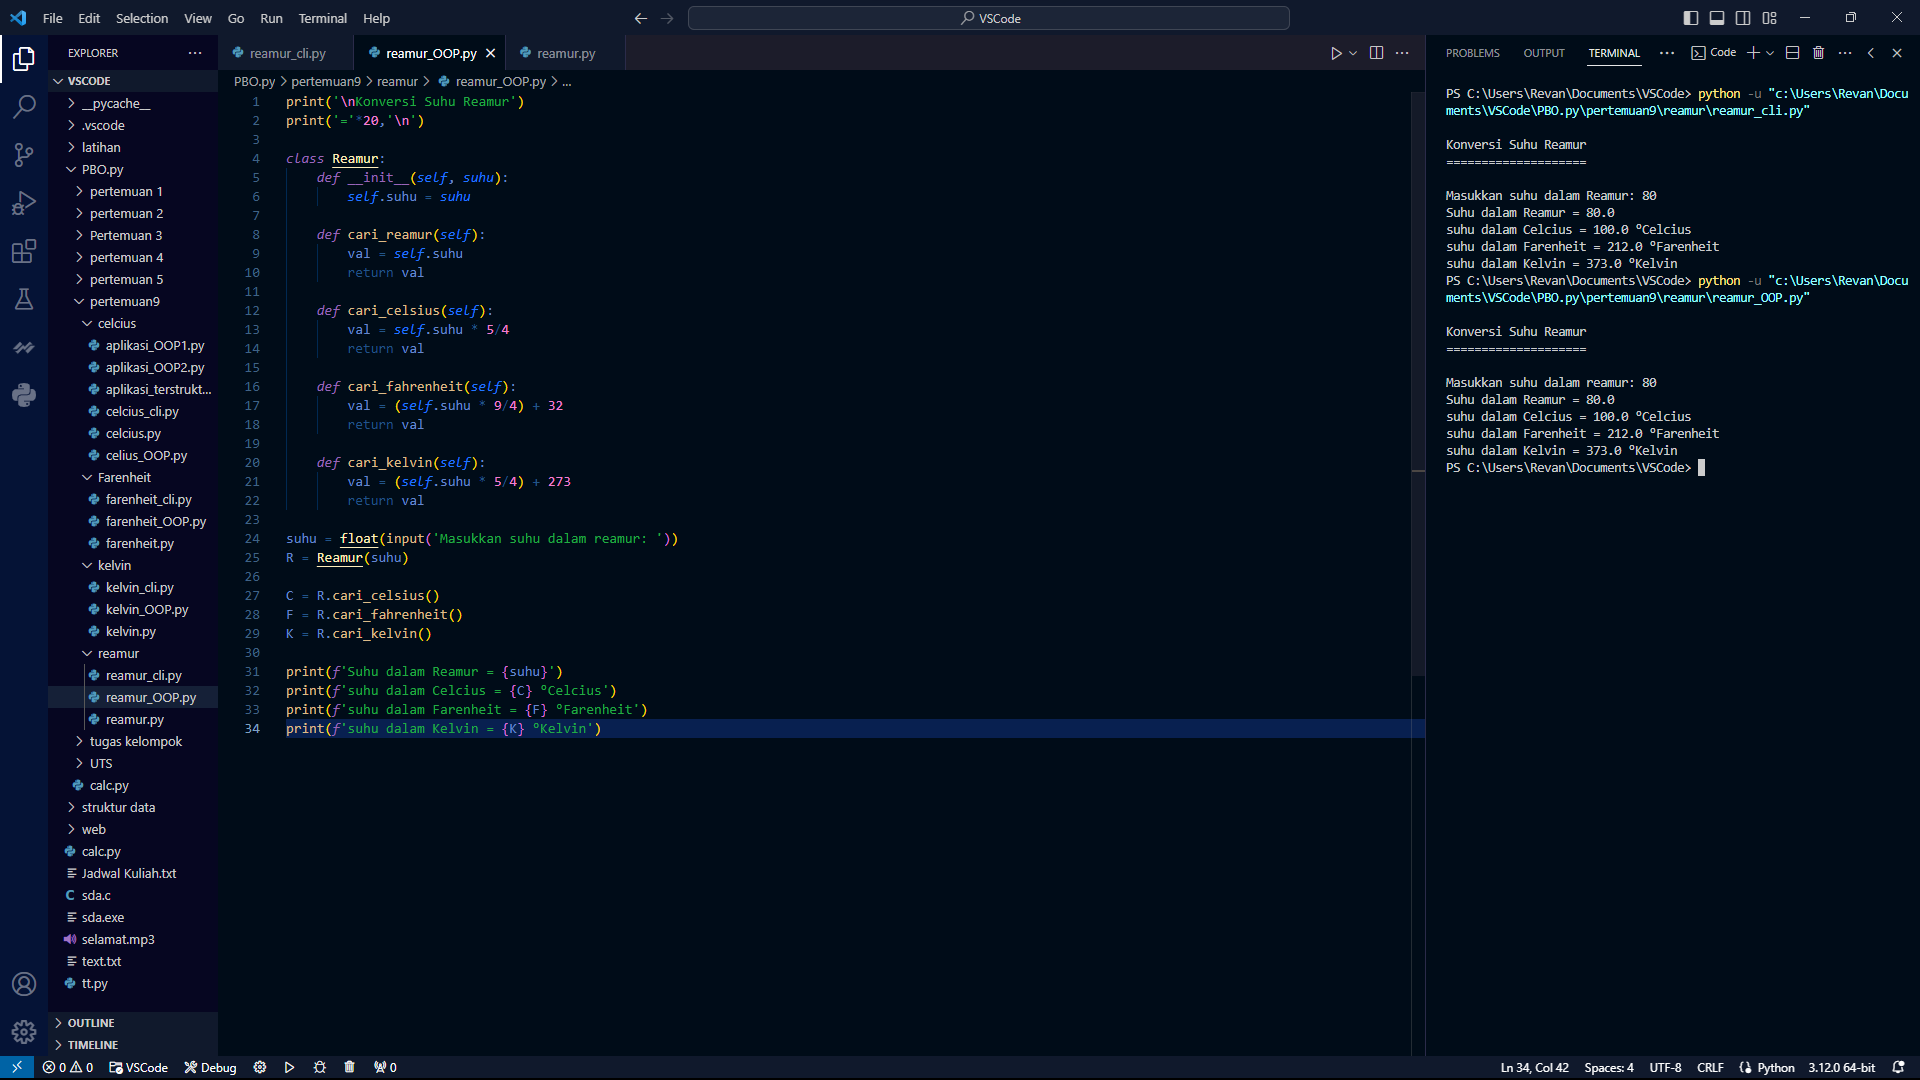 File Edit Selection View Go Run Terminal Help
VSCode
EXPLORER
VSCODE
__pycache__
.vscode
latihan
PBO.py
pertemuan 1
pertemuan 2
Pertemuan 3
pertemuan 4
pertemuan 5
pertemuan9
celcius
aplikasi_OOP1.py
aplikasi_OOP2.py
aplikasi_terstrukt...
celcius_cli.py
celcius.py
celius_OOP.py
Farenheit
farenheit_cli.py
farenheit_OOP.py
farenheit.py
kelvin
kelvin_cli.py
kelvin_OOP.py
kelvin.py
reamur
reamur_cli.py
reamur_OOP.py
reamur.py
tugas kelompok
UTS
calc.py
struktur data
web
calc.py
Jadwal Kuliah.txt
C sda.c
sda.exe
selamat.mp3
text.txt
tt.py
OUTLINE
TIMELINE
reamur_cli.py reamur_OOP.py reamur.py
PBO.py > pertemuan9 > reamur > reamur_OOP.py > ...
1 print('\nKonversi Suhu Reamur')
2 print('='*20,'\n')
3
4 class Reamur:
5 def __init__(self, suhu):
6 self.suhu = suhu
7
8 def cari_reamur(self):
9 val = self.suhu
10 return val
11
12 def cari_celsius(self):
13 val = self.suhu * 5/4
14 return val
15
16 def cari_fahrenheit(self):
17 val = (self.suhu * 9/4) + 32
18 return val
19
20 def cari_kelvin(self):
21 val = (self.suhu * 5/4) + 273
22 return val
23
24 suhu = float(input('Masukkan suhu dalam reamur: '))
25 R = Reamur(suhu)
26
27 C = R.cari_celsius()
28 F = R.cari_fahrenheit()
29 K = R.cari_kelvin()
30
31 print(f'Suhu dalam Reamur = {suhu}')
32 print(f'suhu dalam Celcius = {C} ºCelcius')
33 print(f'suhu dalam Farenheit = {F} ºFarenheit')
34 print(f'suhu dalam Kelvin = {K} ºKelvin')
PROBLEMS OUTPUT TERMINAL ... Code
PS C:\Users\Revan\Documents\VSCode> python -u "c:\Users\Revan\Docu
ments\VSCode\PBO.py\pertemuan9\reamur\reamur_cli.py"
Konversi Suhu Reamur
====================
Masukkan suhu dalam Reamur: 80
Suhu dalam Reamur = 80.0
suhu dalam Celcius = 100.0 ºCelcius
suhu dalam Farenheit = 212.0 ºFarenheit
suhu dalam Kelvin = 373.0 ºKelvin
PS C:\Users\Revan\Documents\VSCode> python -u "c:\Users\Revan\Docu
ments\VSCode\PBO.py\pertemuan9\reamur\reamur_OOP.py"
Konversi Suhu Reamur
====================
Masukkan suhu dalam reamur: 80
Suhu dalam Reamur = 80.0
suhu dalam Celcius = 100.0 ºCelcius
suhu dalam Farenheit = 212.0 ºFarenheit
suhu dalam Kelvin = 373.0 ºKelvin
PS C:\Users\Revan\Documents\VSCode>
0 0 VSCode Debug 0
Ln 34, Col 42 Spaces: 4 UTF-8 CRLF Python 3.12.0 64-bit